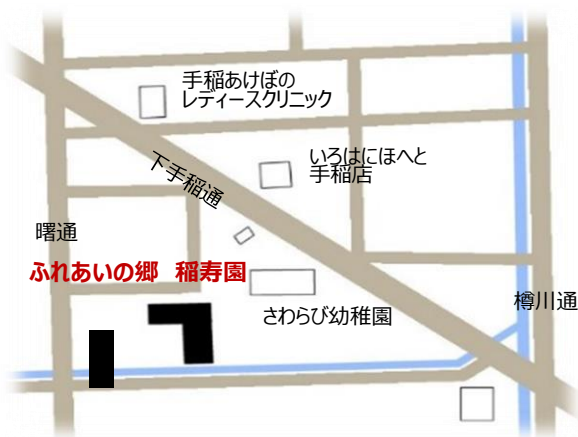 手稲あけぼの
レディースクリニック
いろはにほへと
手稲店
下手稲通
曙通
ふれあいの郷　稲寿園
樽川通
さわらび幼稚園